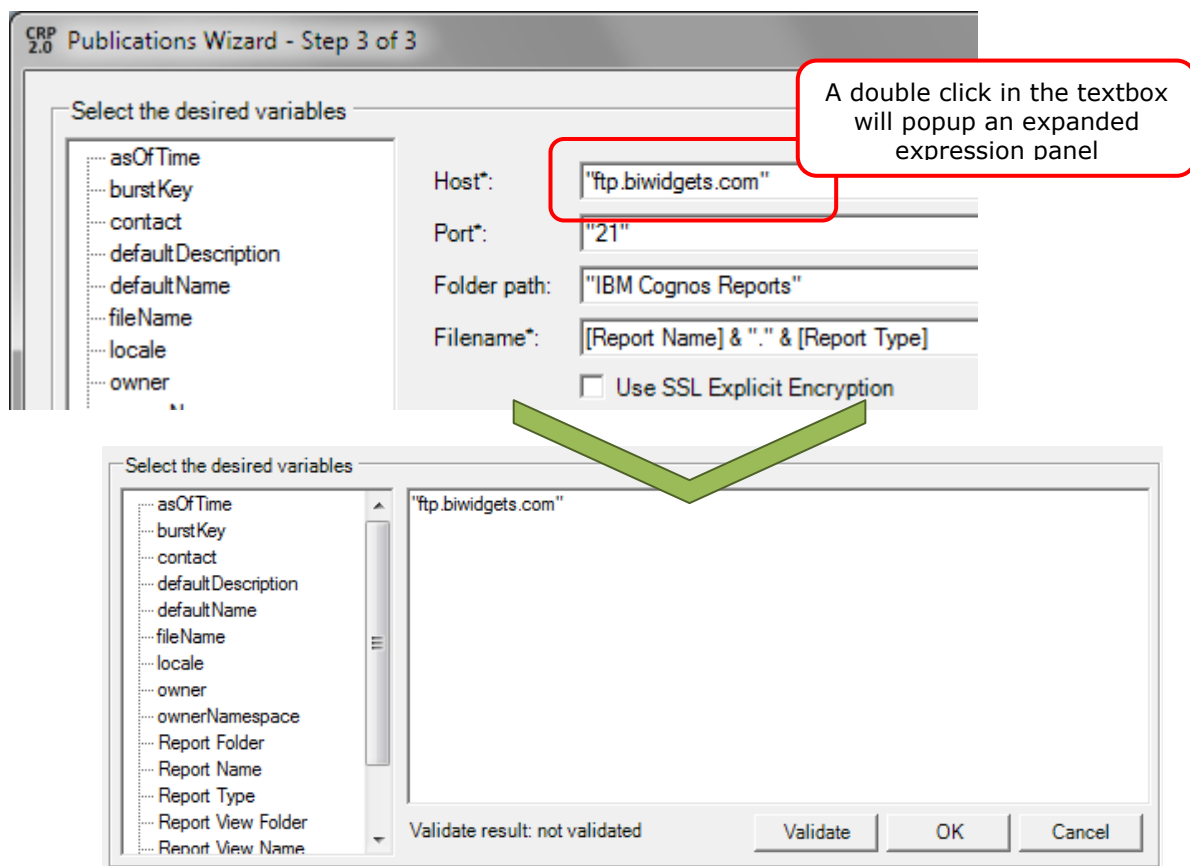 CRP 2.0 Publications Wizard - Step 3 of 3
A double click in the textbox
will popup an expanded
expression panel
Select the desired variables
asOfTime
burstKey
contact
defaultDescription
defaultName
fileName
locale
owner
Host*: "ftp.biwidgets.com"
Port*: "21"
Folder path: "IBM Cognos Reports"
Filename*: [Report Name] & "." & [Report Type]
Use SSL Explicit Encryption
Select the desired variables
asOfTime
burstKey
contact
defaultDescription
defaultName
fileName
locale
owner
ownerNamespace
Report Folder
Report Name
Report Type
Report View Folder
Report View Name
"ftp.biwidgets.com"
Validate result: not validated
Validate
OK
Cancel